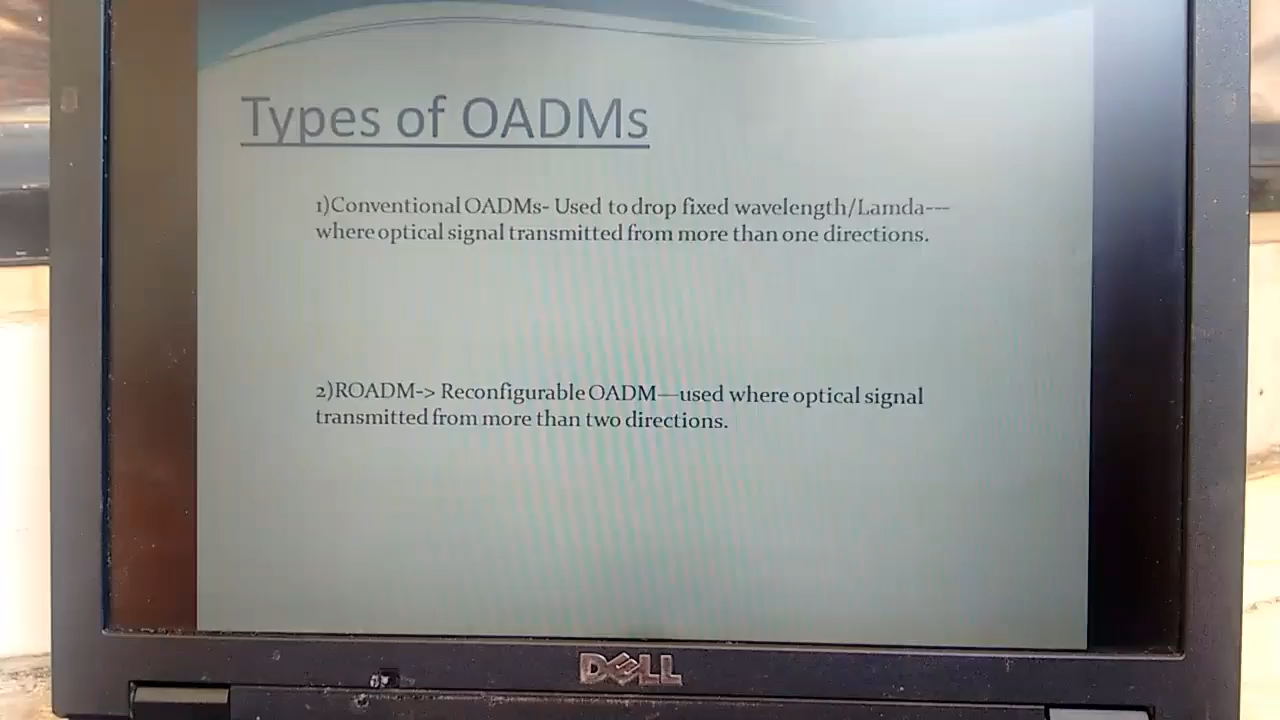 Types of OADMs
1)Conventional OADMs- Used to drop fixed wavelength/Lamda---
where optical signal transmitted from more than one directions.
2)ROADM-> Reconfigurable OADM—used where optical signal
transmitted from more than two directions.
DELL